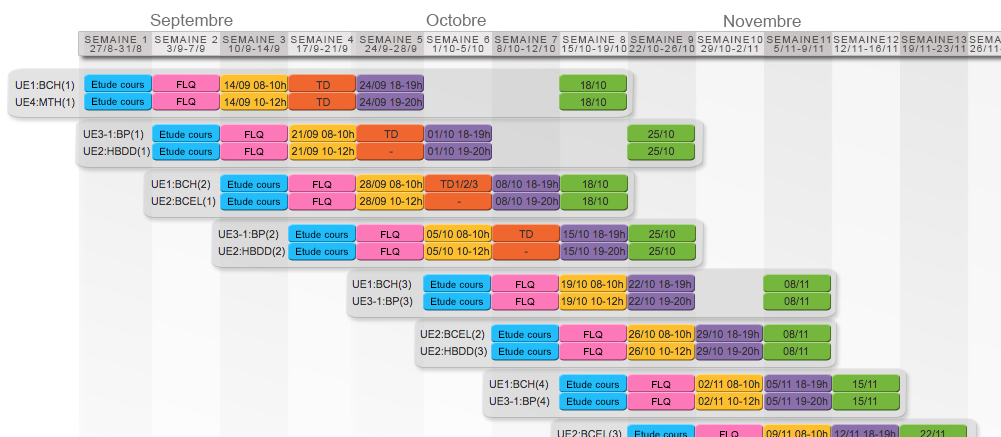 Septembre Octobre Novembre
SEMAINE 1 SEMAINE 2 SEMAINE 3 SEMAINE 4 SEMAINE 5 SEMAINE 6 SEMAINE 7 SEMAINE 8 SEMAINE 9 SEMAINE10 SEMAINE11 SEMAINE12 SEMAINE13
27/8-31/8 3/9-7/9 10/9-14/9 17/9-21/9 24/9-28/9 1/10-5/10 8/10-12/10 15/10-19/10 22/10-26/10 29/10-2/11 5/11-9/11 12/11-16/11 19/11-23/11 26/11-
UE1:BCH(1) Etude cours FLQ 14/09 08-10h TD 24/09 18-19h 18/10
UE4:MTH(1) Etude cours FLQ 14/09 10-12h TD 24/09 19-20h 18/10
UE3-1:BP(1) Etude cours FLQ 21/09 08-10h TD 01/10 18-19h 25/10
UE2:HBDD(1) Etude cours FLQ 21/09 10-12h - 01/10 19-20h 25/10
UE1:BCH(2) Etude cours FLQ 28/09 08-10h TD1/2/3 08/10 18-19h 18/10
UE2:BCEL(1) Etude cours FLQ 28/09 10-12h - 08/10 19-20h 18/10
UE3-1:BP(2) Etude cours FLQ 05/10 08-10h TD 15/10 18-19h 25/10
UE2:HBDD(2) Etude cours FLQ 05/10 10-12h - 15/10 19-20h 25/10
UE1:BCH(3) Etude cours FLQ 19/10 08-10h 22/10 18-19h 08/11
UE3-1:BP(3) Etude cours FLQ 19/10 10-12h 22/10 19-20h 08/11
UE2:BCEL(2) Etude cours FLQ 26/10 08-10h 29/10 18-19h 08/11
UE2:HBDD(3) Etude cours FLQ 26/10 10-12h 29/10 19-20h 08/11
UE1:BCH(4) Etude cours FLQ 02/11 08-10h 05/11 18-19h 15/11
UE3-1:BP(4) Etude cours FLQ 02/11 10-12h 05/11 19-20h 15/11
UE2:BCEL(3) Etude cours FLQ 09/11 08-10h 12/11 18-19h 22/11